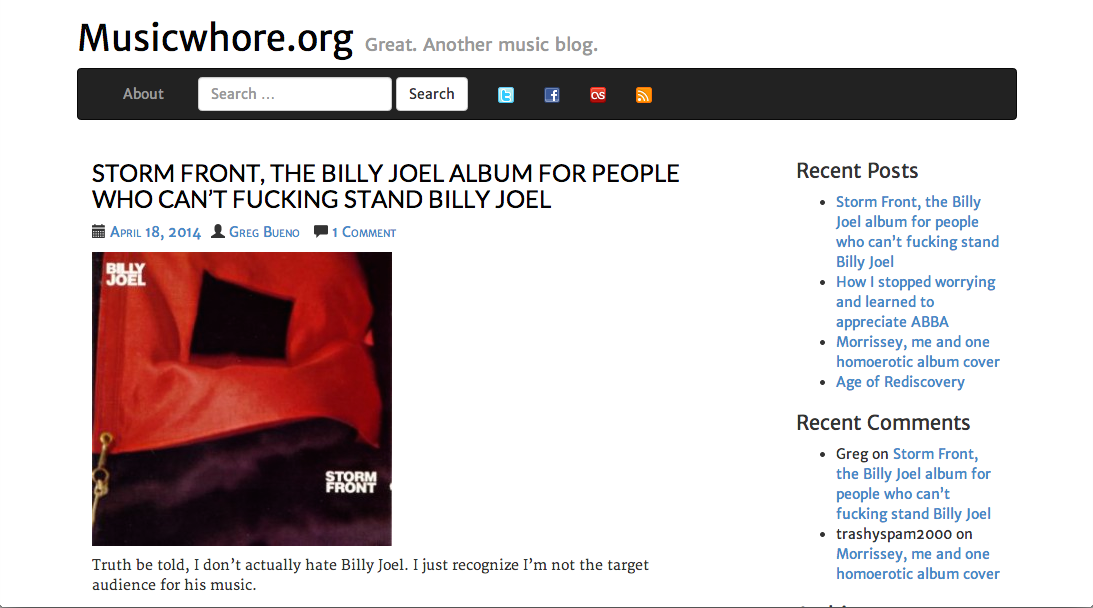 Musicwhore.org Great. Another music blog.
About Search ... Search
STORM FRONT, THE BILLY JOEL ALBUM FOR PEOPLE
WHO CAN'T FUCKING STAND BILLY JOEL
April 18, 2014 Greg Bueno 1 Comment
BILLY
JOEL
STORM
FRONT
Truth be told, I don't actually hate Billy Joel. I just recognize I'm not the target
audience for his music.
Recent Posts
Storm Front, the Billy
Joel album for people
who can't fucking stand
Billy Joel
How I stopped worrying
and learned to
appreciate ABBA
Morrissey, me and one
homoerotic album cover
Age of Rediscovery
Recent Comments
Greg on Storm Front,
the Billy Joel album for
people who can't
fucking stand Billy Joel
trashyspam2000 on
Morrissey, me and one
homoerotic album cover